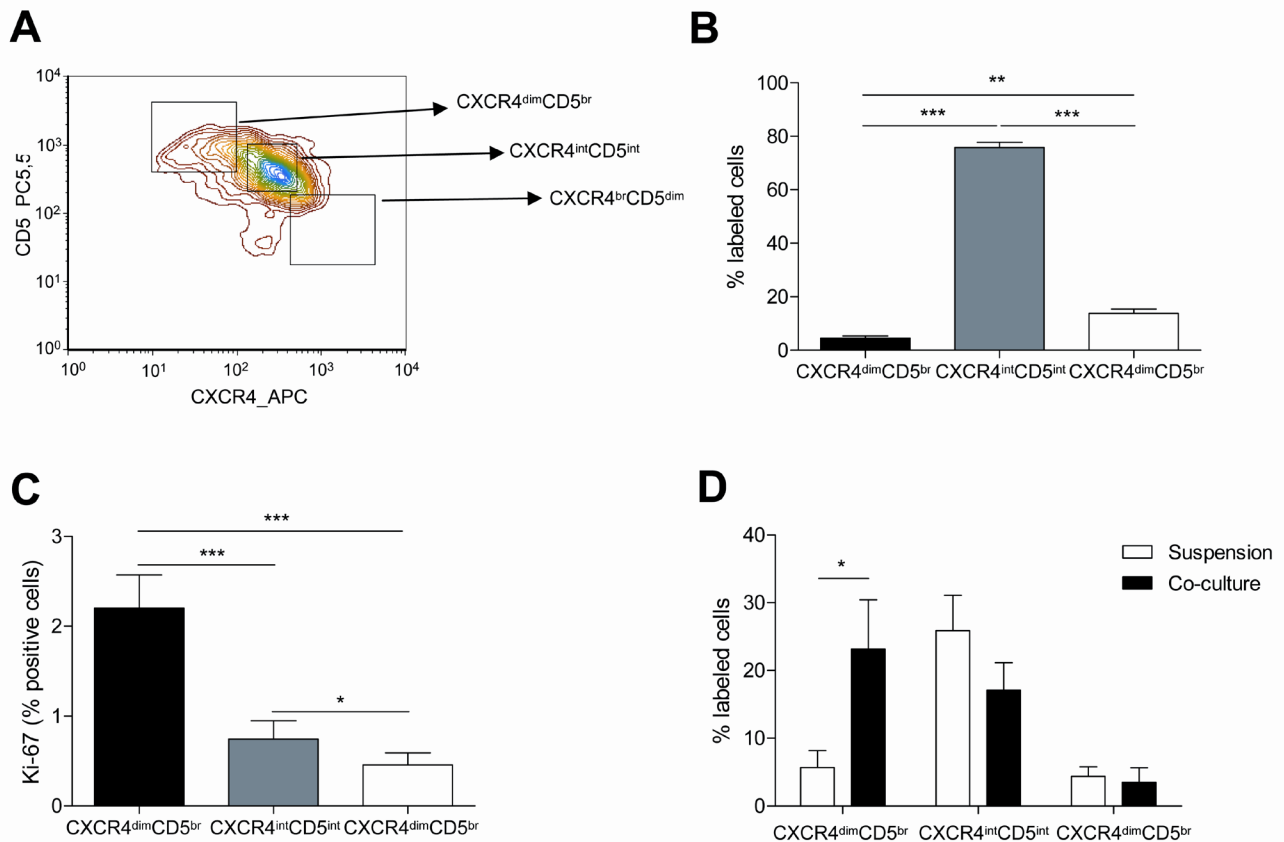 A
CD5 PC5,5
10⁴
10³
10²
10¹
10⁰
10⁰ 10¹ 10² 10³ 10⁴
CXCR4_APC
CXCR4ᵈⁱᵐCD5ᵇʳ
CXCR4ⁱⁿᵗCD5ⁱⁿᵗ
CXCR4ᵇʳCD5ᵈⁱᵐ
B
% labeled cells
100
80
60
40
20
0
**
*** ***
CXCR4ᵈⁱᵐCD5ᵇʳ CXCR4ⁱⁿᵗCD5ⁱⁿᵗ CXCR4ᵈⁱᵐCD5ᵇʳ
C
Ki-67 (% positive cells)
3
2
1
0
***
***
*
CXCR4ᵈⁱᵐCD5ᵇʳ CXCR4ⁱⁿᵗCD5ⁱⁿᵗ CXCR4ᵈⁱᵐCD5ᵇʳ
D
% labeled cells
40
30
20
10
0
*
Suspension
Co-culture
CXCR4ᵈⁱᵐCD5ᵇʳ CXCR4ⁱⁿᵗCD5ⁱⁿᵗ CXCR4ᵈⁱᵐCD5ᵇʳ